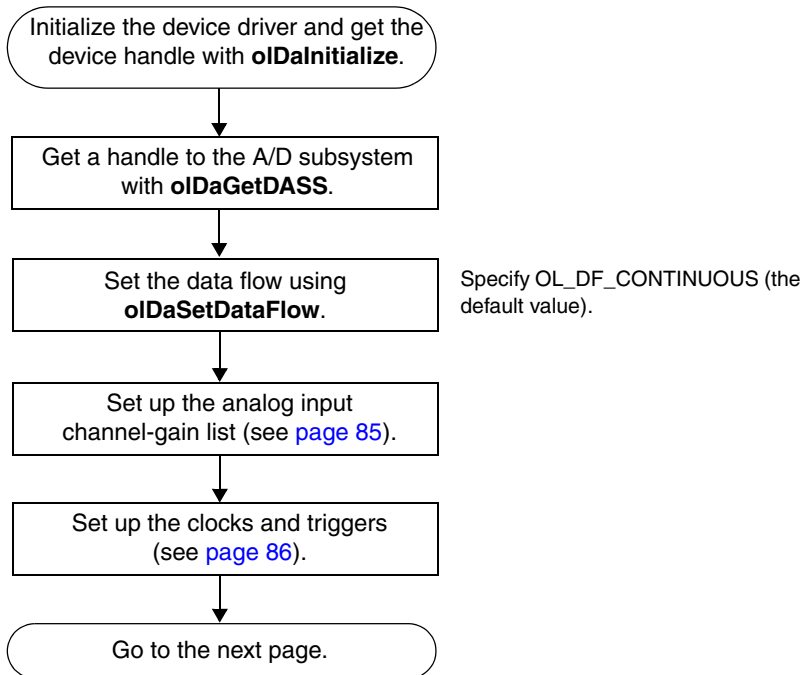 Initialize the device driver and get the
device handle with olDaInitialize.
Get a handle to the A/D subsystem
with olDaGetDASS.
Set the data flow using
olDaSetDataFlow.
Specify OL_DF_CONTINUOUS (the
default value).
Set up the analog input
channel-gain list (see page 85).
Set up the clocks and triggers
(see page 86).
Go to the next page.